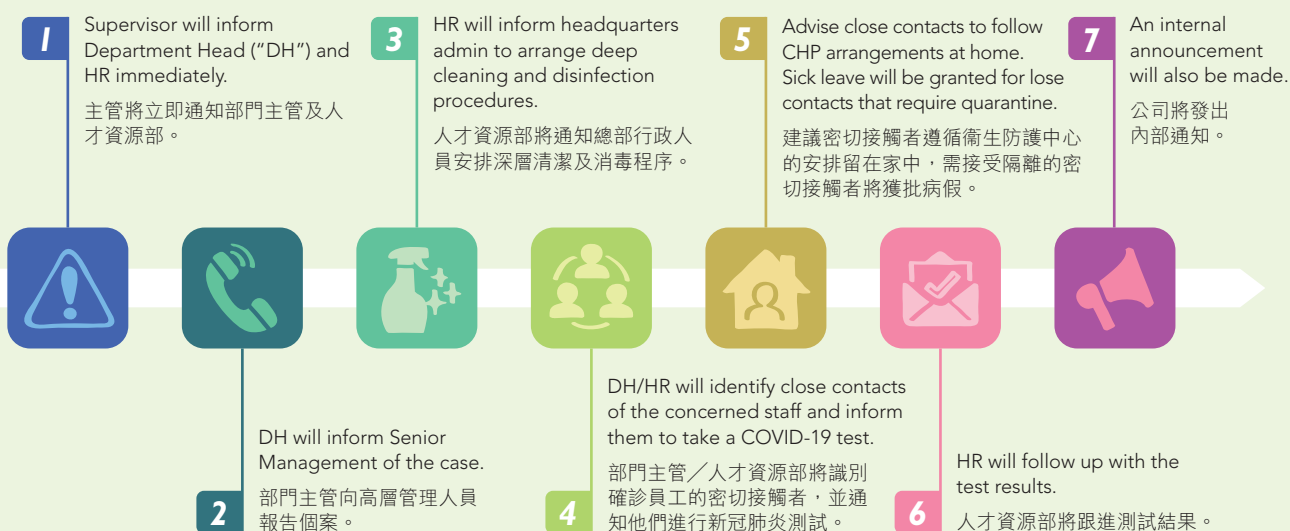 1
Supervisor will inform
Department Head ("DH") and
HR immediately.
主管將立即通知部門主管及人
才資源部。
2
DH will inform Senior
Management of the case.
部門主管向高層管理人員
報告個案。
3
HR will inform headquarters
admin to arrange deep
cleaning and disinfection
procedures.
人才資源部將通知總部行政人
員安排深層清潔及消毒程序。
4
DH/HR will identify close contacts
of the concerned staff and inform
them to take a COVID-19 test.
部門主管／人才資源部將識別
確診員工的密切接觸者，並通
知他們進行新冠肺炎測試。
5
Advise close contacts to follow
CHP arrangements at home.
Sick leave will be granted for lose
contacts that require quarantine.
建議密切接觸者遵循衞生防護中心
的安排留在家中，需接受隔離的密
切接觸者將獲批病假。
6
HR will follow up with the
test results.
人才資源部將跟進測試結果。
7
An internal
announcement
will also be made.
公司將發出
內部通知。